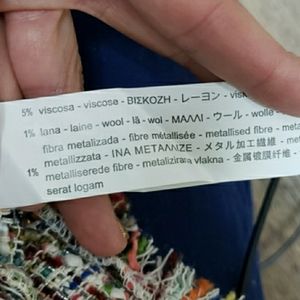 5% viscosa - viscose - ΒΙΣΚΟΖΗ - レーヨン -
1% lana - laine - wool - lã - wol - ΜΑΛΛΙ - ウール - wolle
fibra metalizada - fibre métallisée - metallised fibre -
metallizzata - ΙΝΑ ΜΕΤΑΛΛΙΖΕ - メタル加工繊維 -
1% metalliserede fibre - metalizirana vlakna - 金属镀膜纤维 -
serat logam